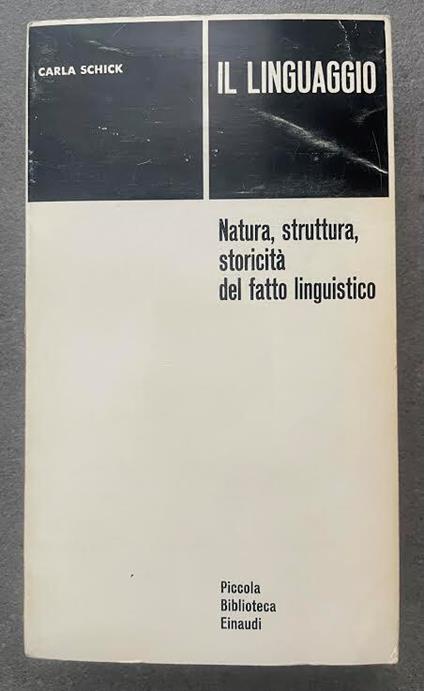 CARLA SCHICK
IL LINGUAGGIO
Natura, struttura,
storicità
del fatto linguistico
Piccola
Biblioteca
Einaudi